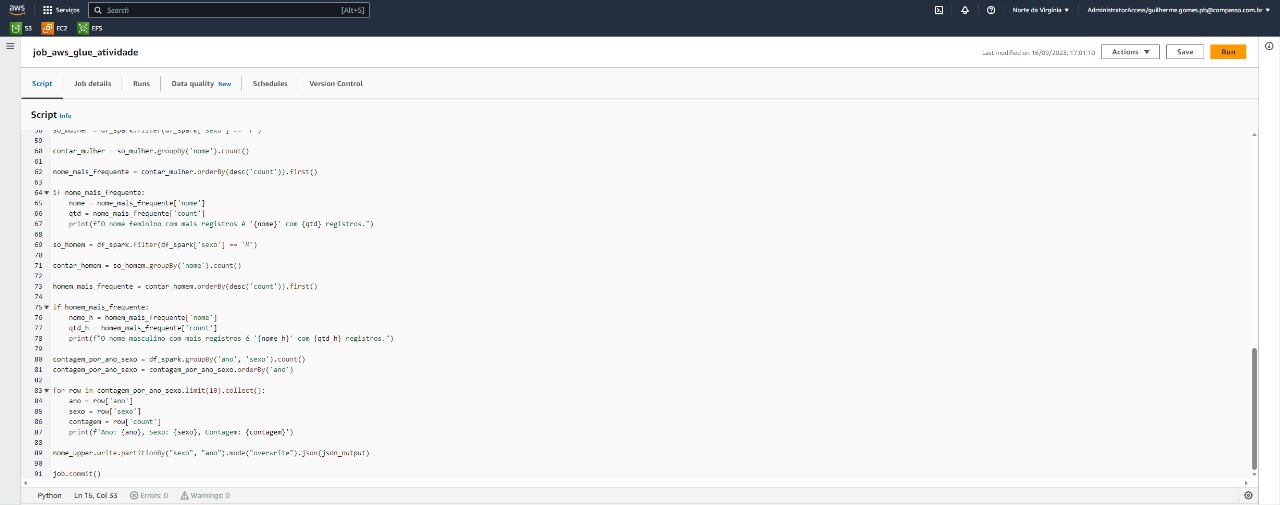 aws
Serviços
Search
[Alt+S]
Norte da Virgínia ▼
AdministratorAccess/guilherme.gomes.pb@compasso.com.br ▼
S3 EC2 EFS
job_aws_glue_atividade
Last modified on 16/09/2023, 17:01:10
Actions ▼
Save
Run
Script
Job details
Runs
Data quality New
Schedules
Version Control
Script Info
58 so_mulher = df_spark.filter(df_spark['sexo'] == 'F')
59
60 contar_mulher = so_mulher.groupBy('nome').count()
61
62 nome_mais_frequente = contar_mulher.orderBy(desc('count')).first()
63
64 if nome_mais_frequente:
65 nome = nome_mais_frequente['nome']
66 qtd = nome_mais_frequente['count']
67 print(f"O nome feminino com mais registros é '{nome}' com {qtd} registros.")
68
69 so_homem = df_spark.filter(df_spark['sexo'] == 'M')
70
71 contar_homem = so_homem.groupBy('nome').count()
72
73 homem_mais_frequente = contar_homem.orderBy(desc('count')).first()
74
75 if homem_mais_frequente:
76 nome_h = homem_mais_frequente['nome']
77 qtd_h = homem_mais_frequente['count']
78 print(f"O nome masculino com mais registros é '{nome_h}' com {qtd_h} registros.")
79
80 contagem_por_ano_sexo = df_spark.groupBy('ano', 'sexo').count()
81 contagem_por_ano_sexo = contagem_por_ano_sexo.orderBy('ano')
82
83 for row in contagem_por_ano_sexo.limit(10).collect():
84 ano = row['ano']
85 sexo = row['sexo']
86 contagem = row['count']
87 print(f'Ano: {ano}, Sexo: {sexo}, Contagem: {contagem}')
88
89 nome_upper.write.partitionBy("sexo", "ano").mode("overwrite").json(json_output)
90
91 job.commit()
Python
Ln 16, Col 33
Errors: 0
Warnings: 0